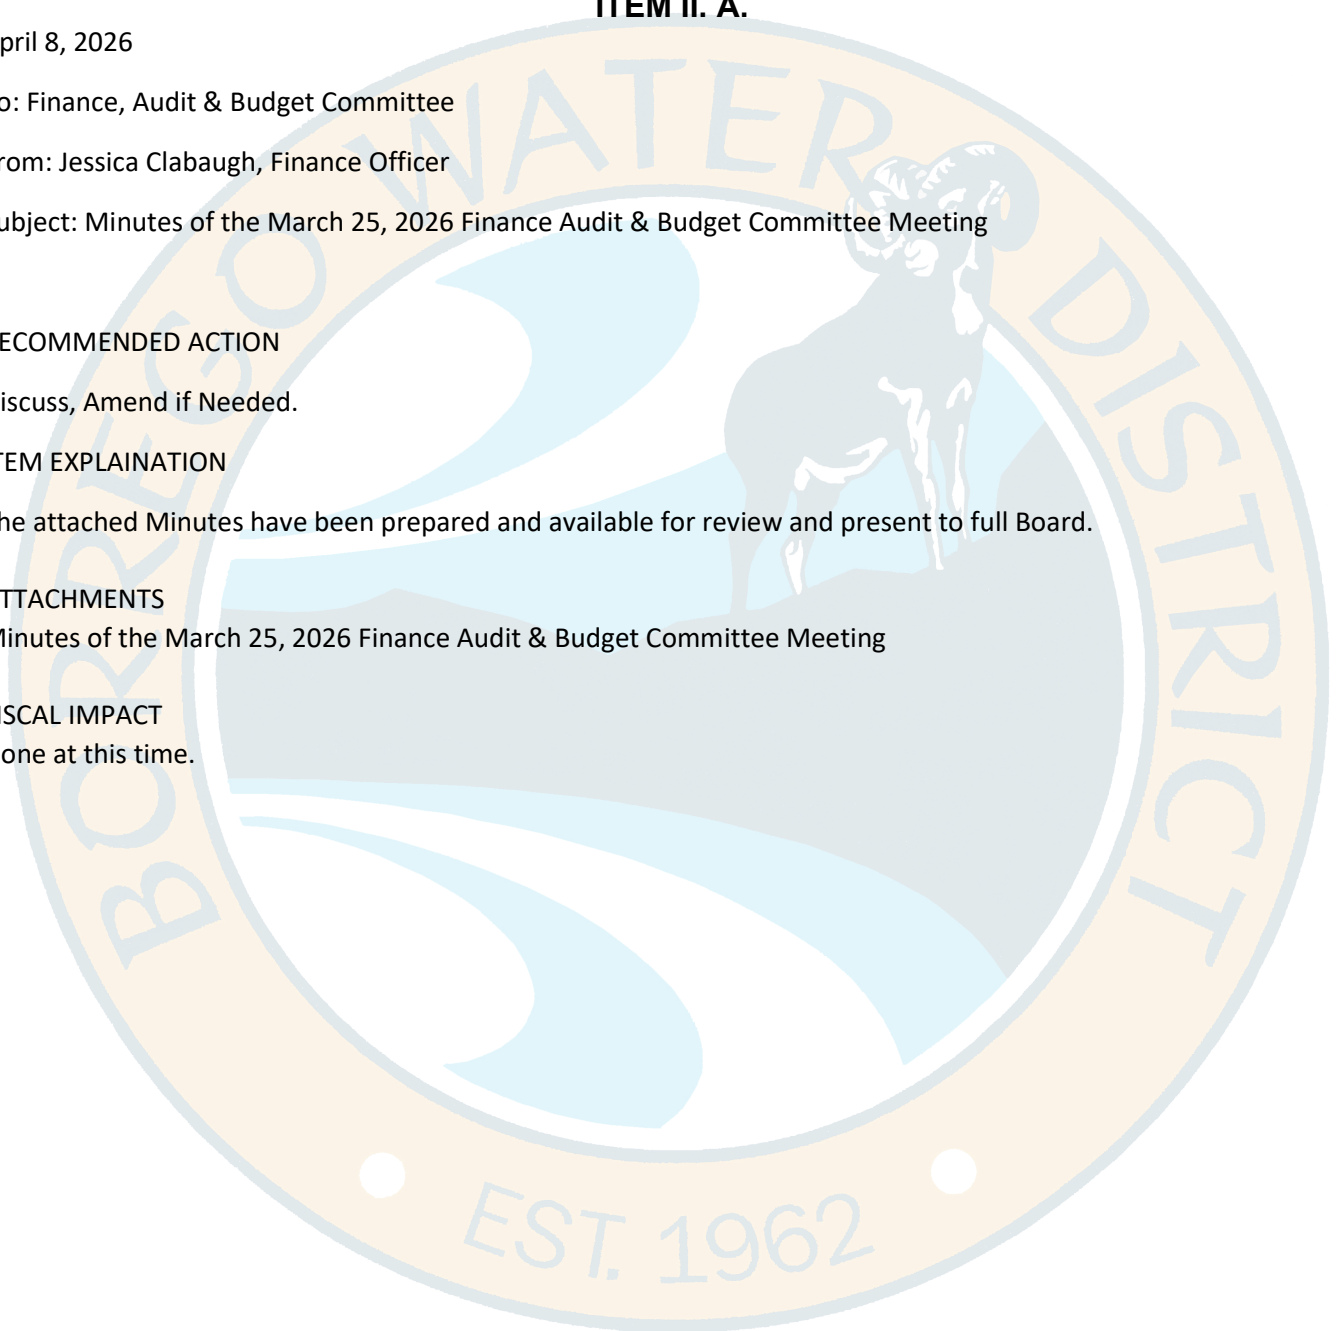 ITEM II. A.
pril 8, 2026
o: Finance, Audit & Budget Committee
rom: Jessica Clabaugh, Finance Officer
ubject: Minutes of the March 25, 2026 Finance Audit & Budget Committee Meeting
ECOMMENDED ACTION
iscuss, Amend if Needed.
TEM EXPLAINATION
he attached Minutes have been prepared and available for review and present to full Board.
TTACHMENTS
Minutes of the March 25, 2026 Finance Audit & Budget Committee Meeting
ISCAL IMPACT
one at this time.
BORREGO WATER DISTRICT
EST. 1962